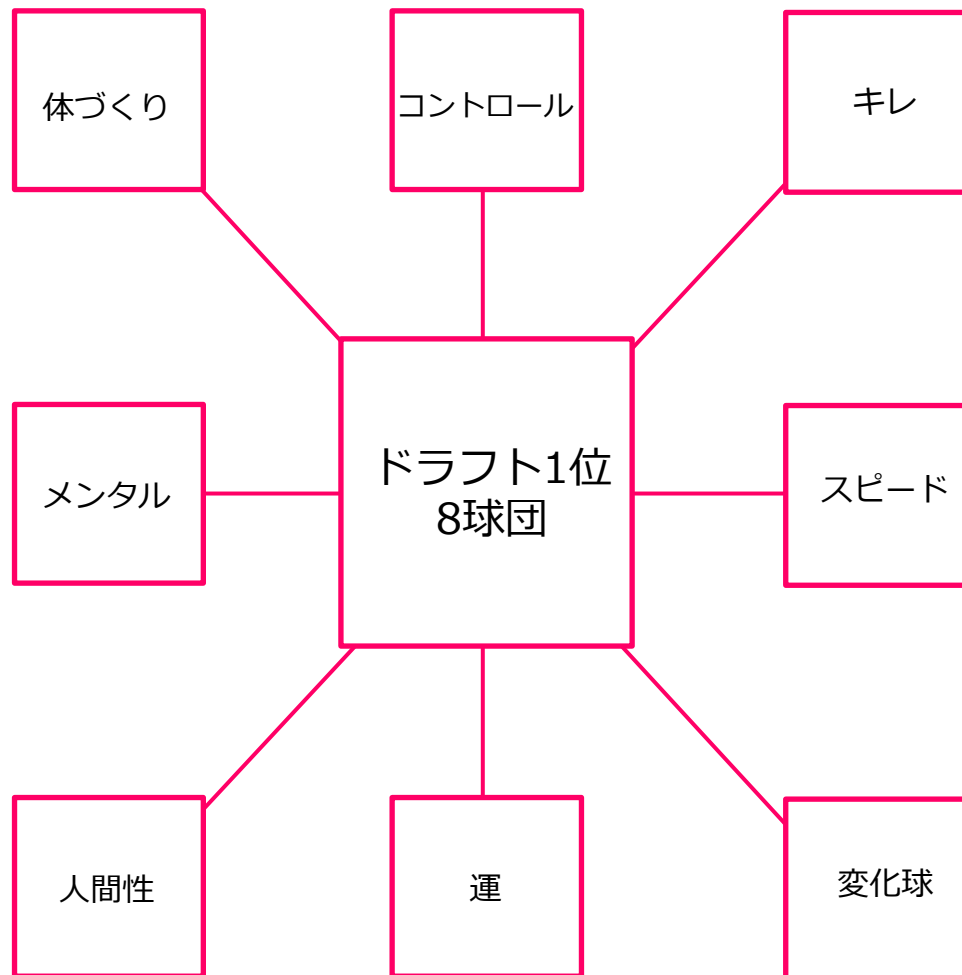 体づくり
コントロール
キレ
メンタル
ドラフト1位
8球団
スピード
人間性
運
変化球